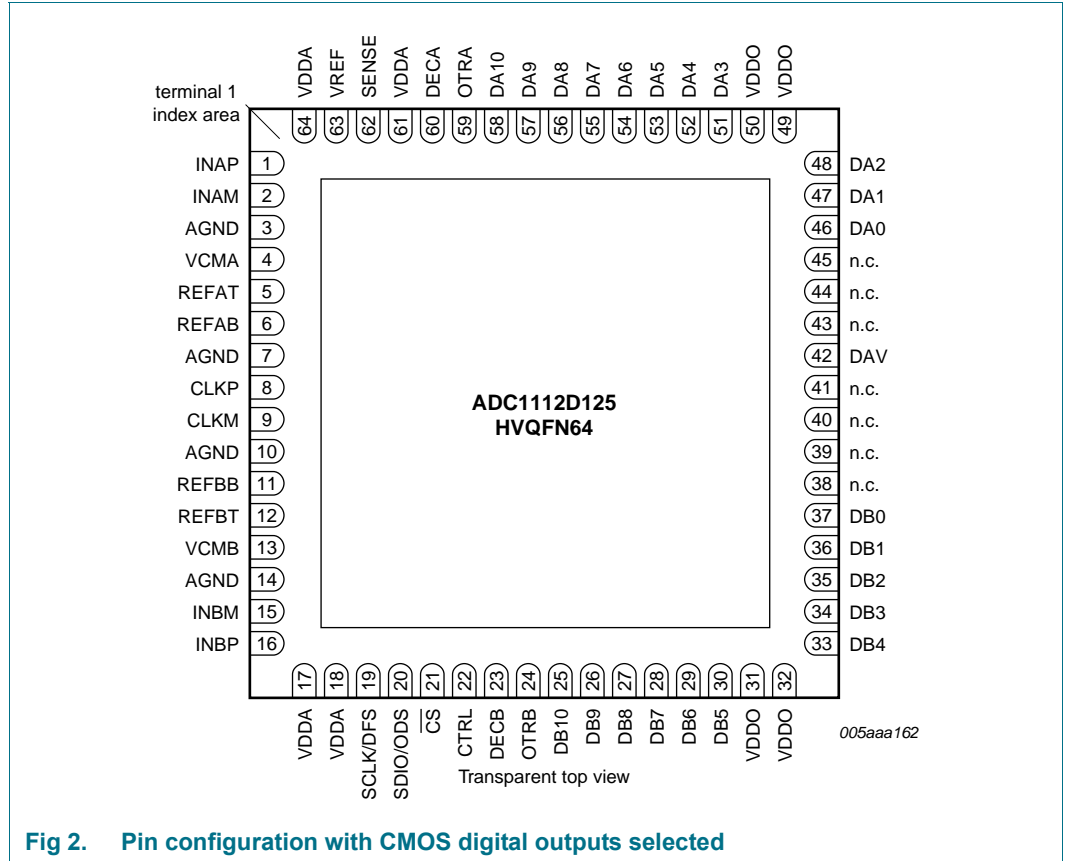 VDDA VREF SENSE VDDA DECA OTRA DA10 DA9 DA8 DA7 DA6 DA5 DA4 DA3 VDDO VDDO
terminal 1
index area
64 63 62 61 60 59 58 57 56 55 54 53 52 51 50 49
INAP 1 48 DA2
INAM 2 47 DA1
AGND 3 46 DA0
VCMA 4 45 n.c.
REFAT 5 44 n.c.
REFAB 6 43 n.c.
AGND 7 42 DAV
CLKP 8 41 n.c.
ADC1112D125
CLKM 9 40 n.c.
HVQFN64
AGND 10 39 n.c.
REFBB 11 38 n.c.
REFBT 12 37 DB0
VCMB 13 36 DB1
AGND 14 35 DB2
INBM 15 34 DB3
INBP 16 33 DB4
17 18 19 20 21 22 23 24 25 26 27 28 29 30 31 32
VDDA VDDA SCLK/DFS SDIO/ODS C̅S̅ CTRL DECB OTRB DB10 DB9 DB8 DB7 DB6 DB5 VDDO VDDO
005aaa162
Transparent top view
Fig 2. Pin configuration with CMOS digital outputs selected